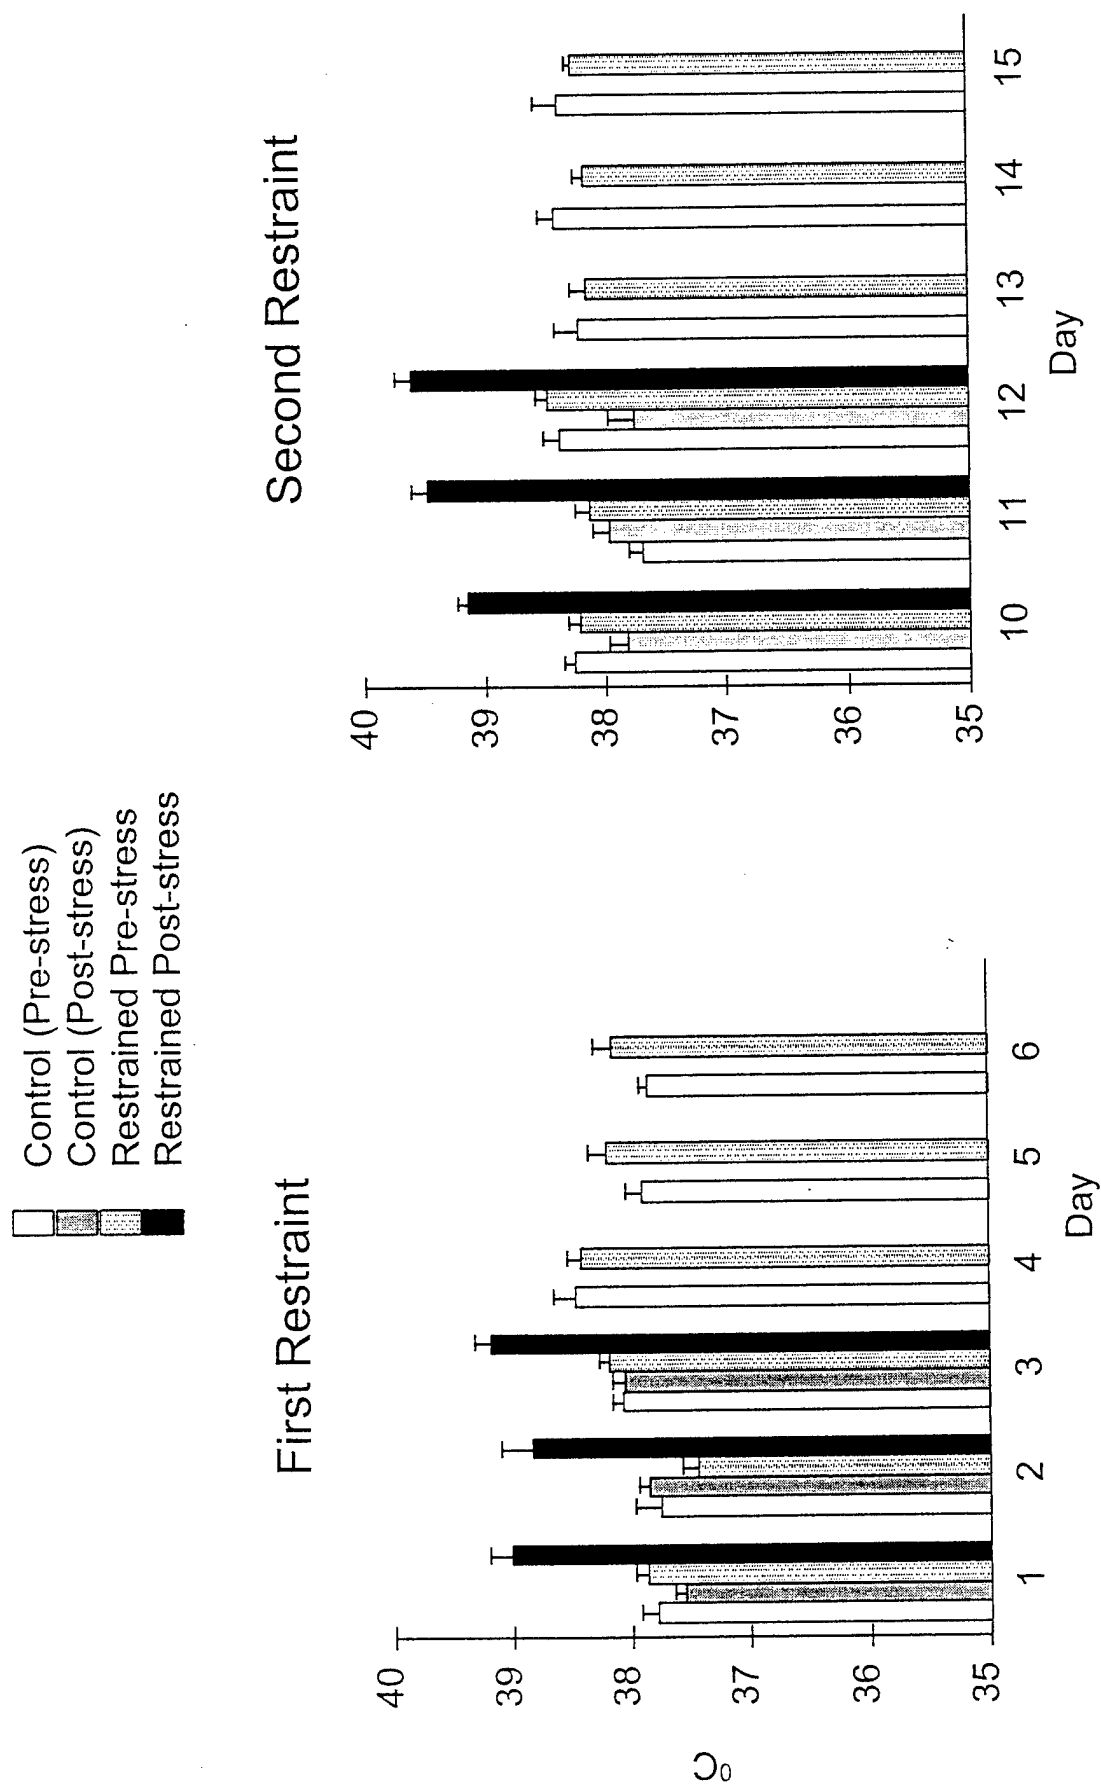 Control (Pre-stress)
Control (Post-stress)
Restrained Pre-stress
Restrained Post-stress
First Restraint
40
39
38
37
36
35
⁰C
1
2
3
4
5
6
Day
Second Restraint
40
39
38
37
36
35
10
11
12
13
14
15
Day